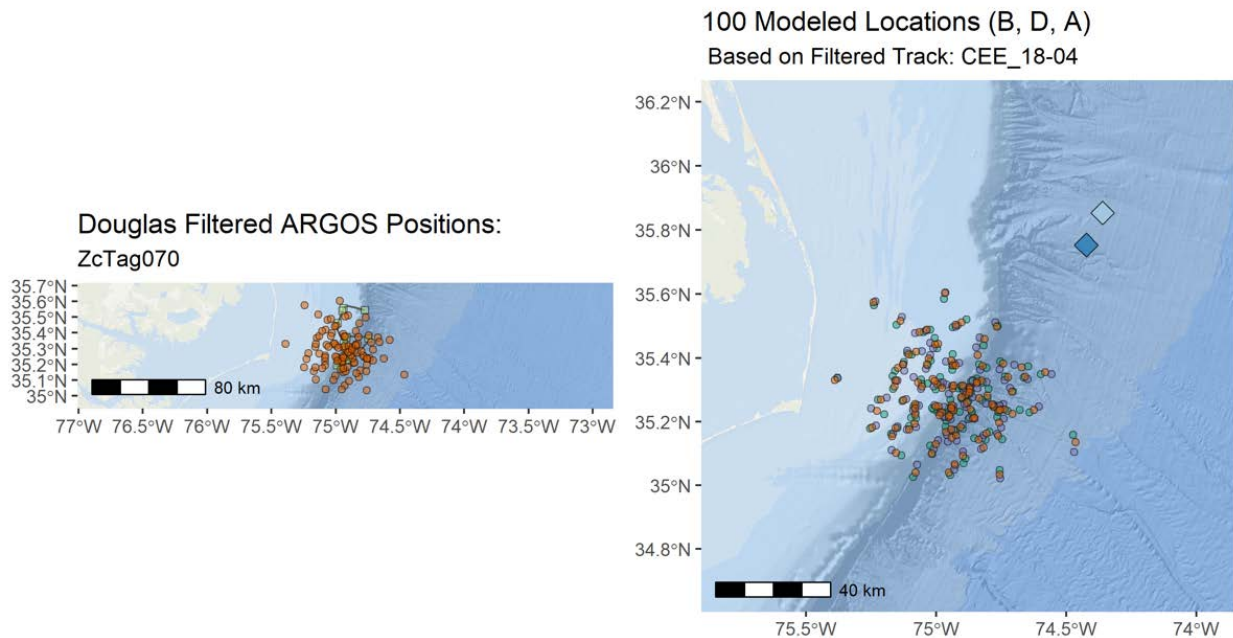 Douglas Filtered ARGOS Positions:
ZcTag070
35.7°N
35.6°N
35.5°N
35.4°N
35.3°N
35.2°N
35.1°N
35°N
80 km
77°W 76.5°W 76°W 75.5°W 75°W 74.5°W 74°W 73.5°W 73°W
100 Modeled Locations (B, D, A)
Based on Filtered Track: CEE_18-04
36.2°N
36°N
35.8°N
35.6°N
35.4°N
35.2°N
35°N
34.8°N
40 km
75.5°W 75°W 74.5°W 74°W